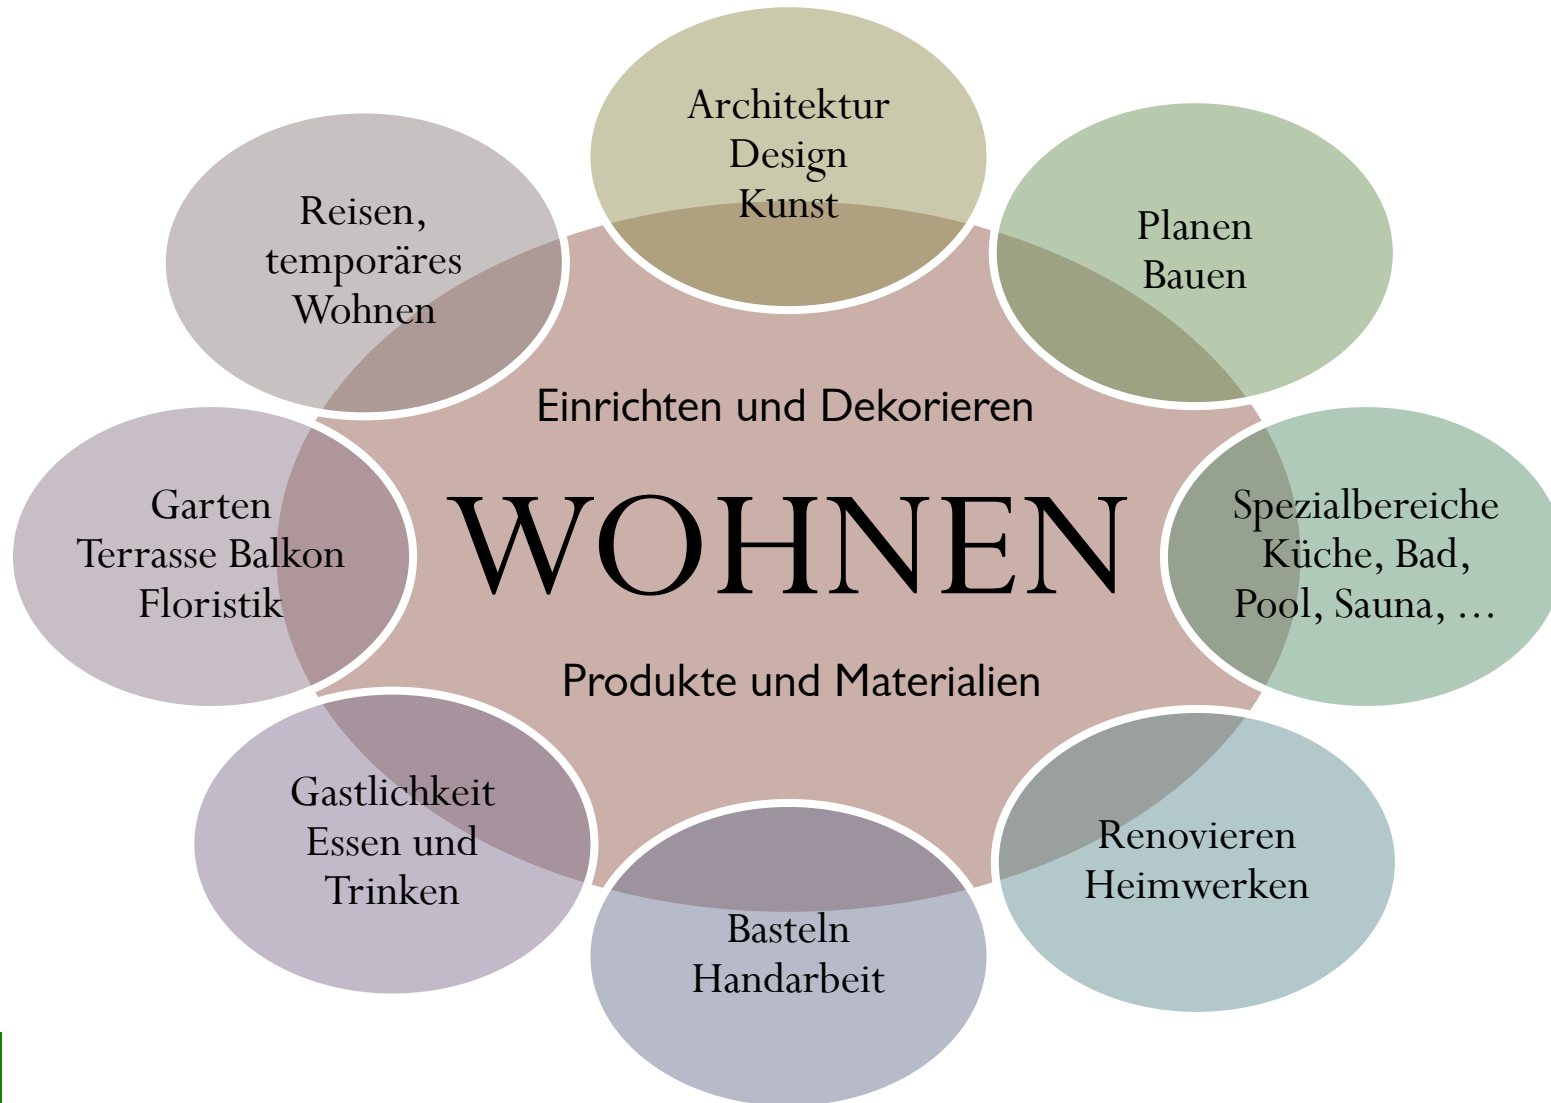 Architektur
Design
Kunst
Planen
Bauen
Spezialbereiche
Küche, Bad,
Pool, Sauna, …
Renovieren
Heimwerken
Basteln
Handarbeit
Gastlichkeit
Essen und
Trinken
Garten
Terrasse Balkon
Floristik
Reisen,
temporäres
Wohnen
Einrichten und Dekorieren
WOHNEN
Produkte und Materialien